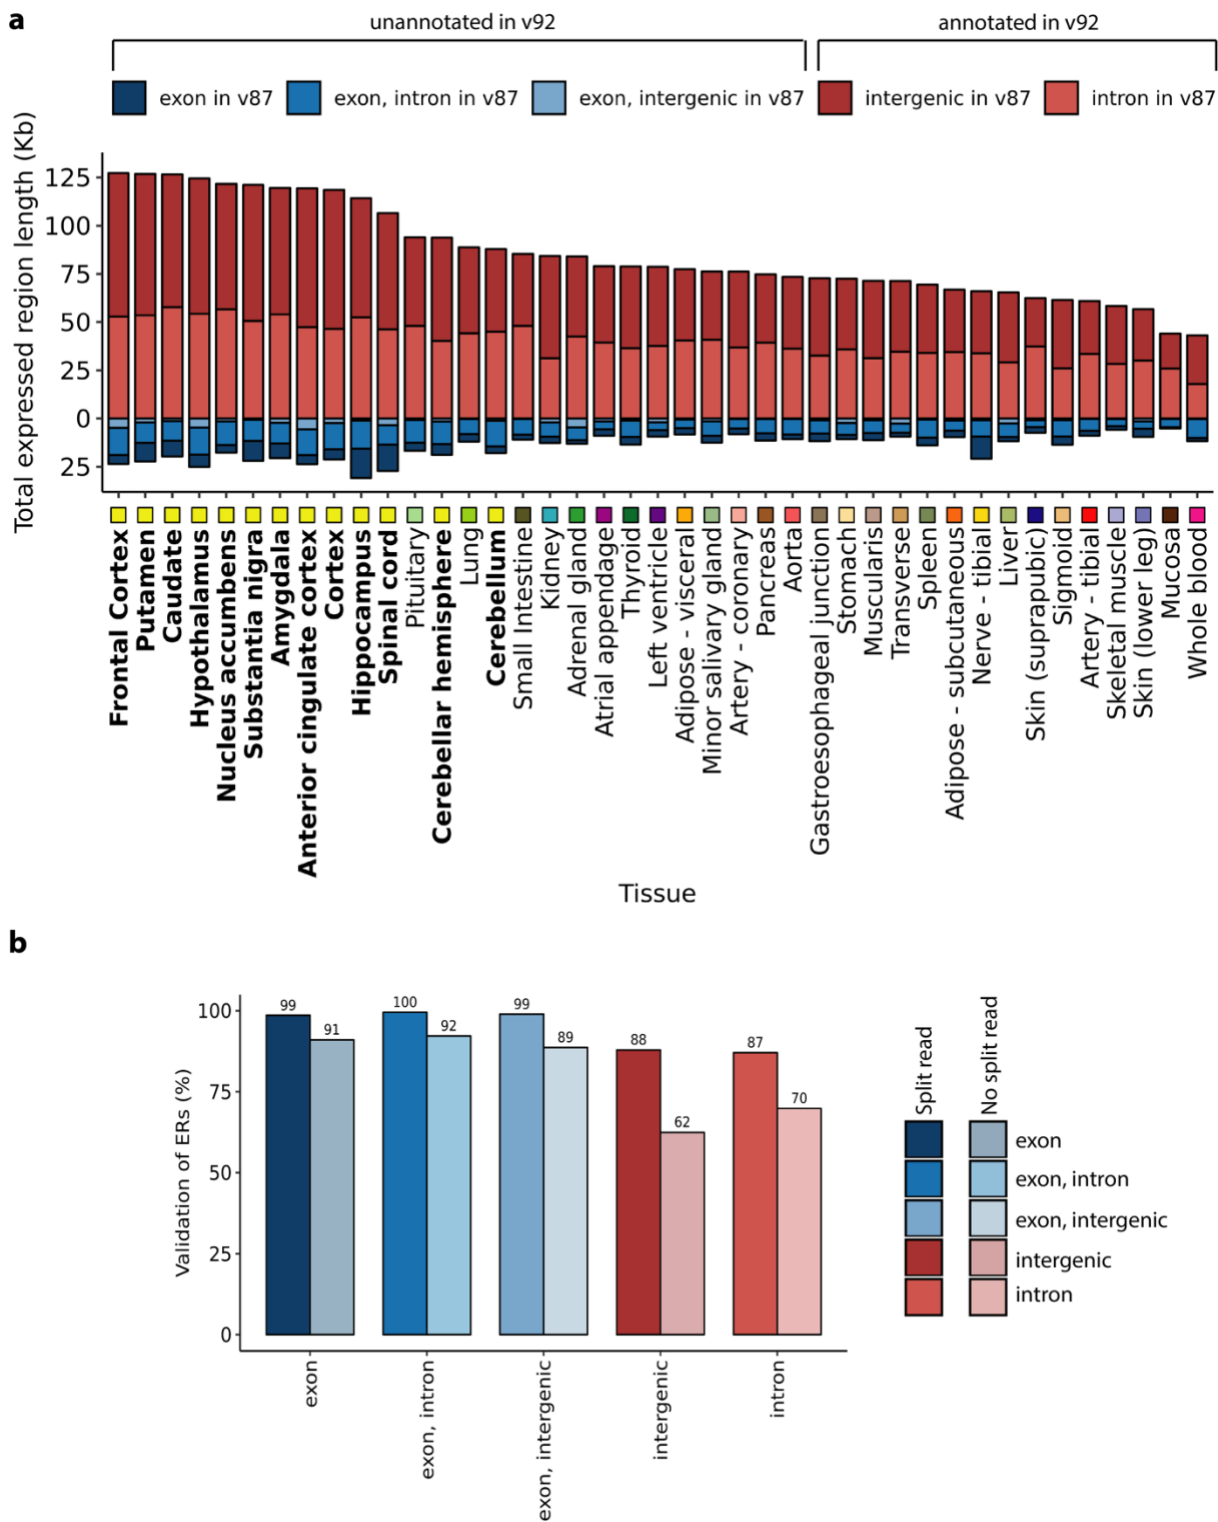 a
unannotated in v92
annotated in v92
exon in v87
exon, intron in v87
exon, intergenic in v87
intergenic in v87
intron in v87
Total expressed region length (Kb)
125
100
75
50
25
0
25
Frontal Cortex
Putamen
Caudate
Hypothalamus
Nucleus accumbens
Substantia nigra
Amygdala
Anterior cingulate cortex
Cortex
Hippocampus
Spinal cord
Pituitary
Cerebellar hemisphere
Lung
Cerebellum
Small Intestine
Kidney
Adrenal gland
Atrial appendage
Thyroid
Left ventricle
Adipose - visceral
Minor salivary gland
Artery - coronary
Pancreas
Aorta
Gastroesophageal junction
Stomach
Muscularis
Transverse
Spleen
Adipose - subcutaneous
Nerve - tibial
Liver
Skin (suprapubic)
Sigmoid
Artery - tibial
Skeletal muscle
Skin (lower leg)
Mucosa
Whole blood
Tissue
b
Validation of ERs (%)
100
75
50
25
0
99
91
100
92
99
89
88
62
87
70
exon
exon, intron
exon, intergenic
intergenic
intron
Split read
No split read
exon
exon, intron
exon, intergenic
intergenic
intron